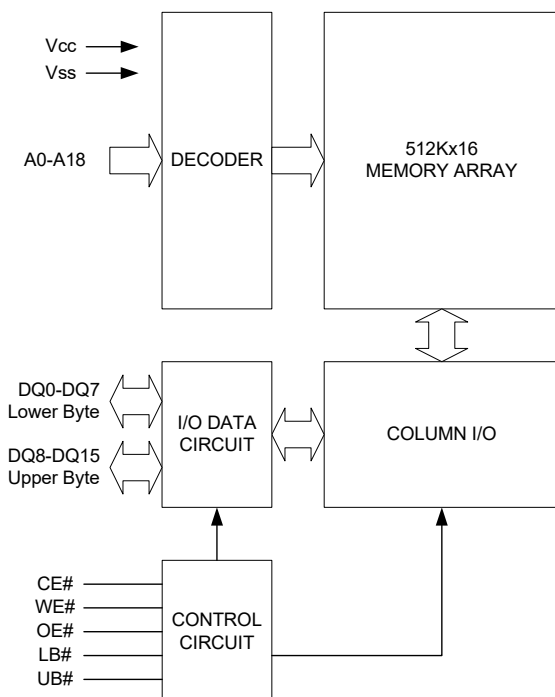 Vcc
Vss
A0-A18
DECODER
512Kx16
MEMORY ARRAY
DQ0-DQ7
Lower Byte
DQ8-DQ15
Upper Byte
I/O DATA
CIRCUIT
COLUMN I/O
CE#
WE#
OE#
LB#
UB#
CONTROL
CIRCUIT